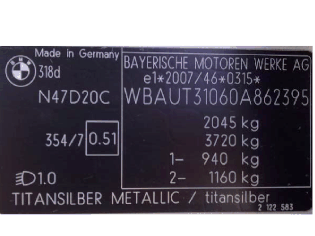 Made in Germany
BMW
318d
N47D20C
354/7 0.51
1.0
BAYERISCHE MOTOREN WERKE AG
e1*2007/46*0315*
WBAUT31060A862395
2045 kg
3720 kg
1- 940 kg
2- 1160 kg
TITANSILBER METALLIC / titansilber
2 122 583